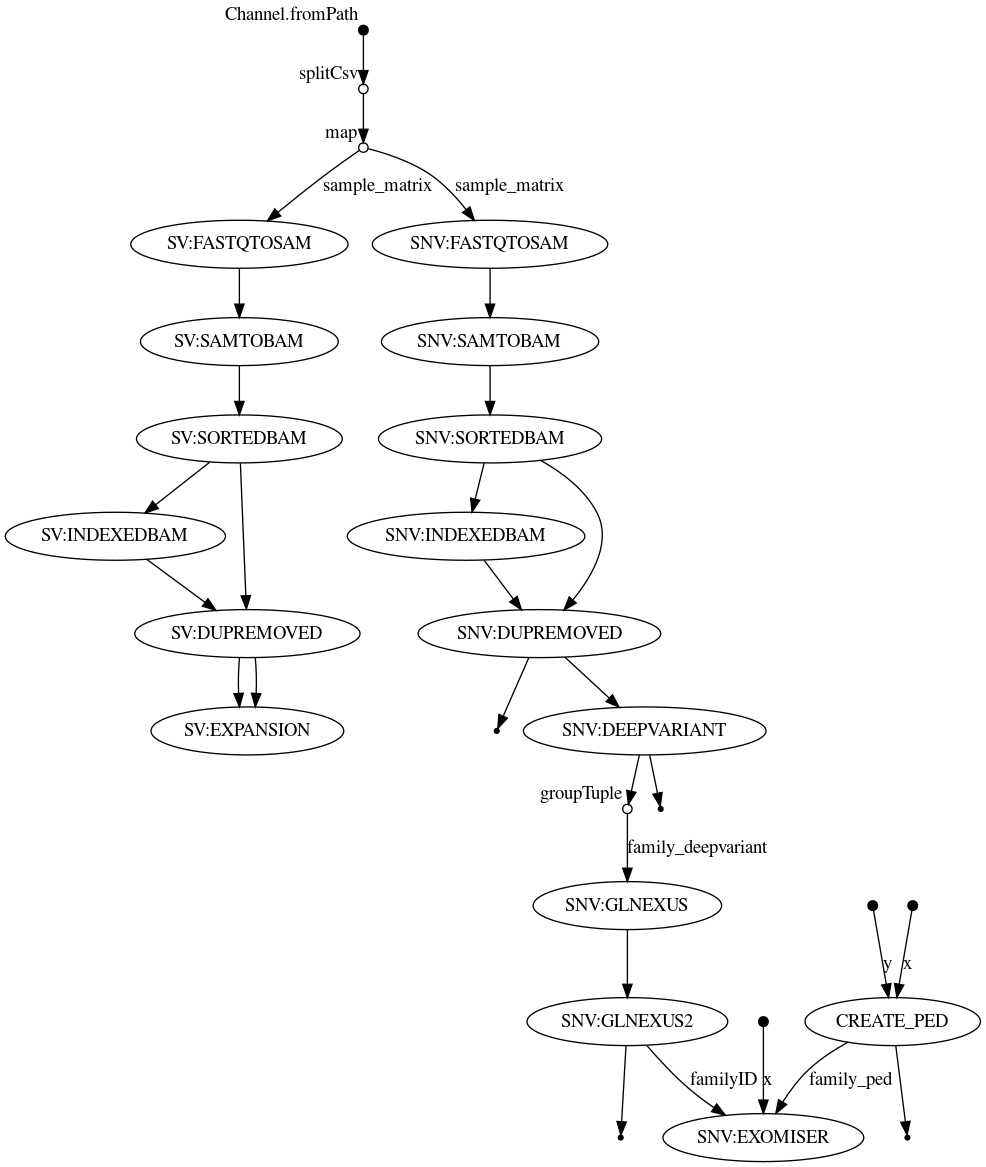 Channel.fromPath
splitCsv
map
sample_matrix
sample_matrix
SV:FASTQTOSAM
SNV:FASTQTOSAM
SV:SAMTOBAM
SNV:SAMTOBAM
SV:SORTEDBAM
SNV:SORTEDBAM
SV:INDEXEDBAM
SNV:INDEXEDBAM
SV:DUPREMOVED
SNV:DUPREMOVED
SV:EXPANSION
SNV:DEEPVARIANT
groupTuple
family_deepvariant
SNV:GLNEXUS
y
x
SNV:GLNEXUS2
CREATE_PED
familyID
x
family_ped
SNV:EXOMISER